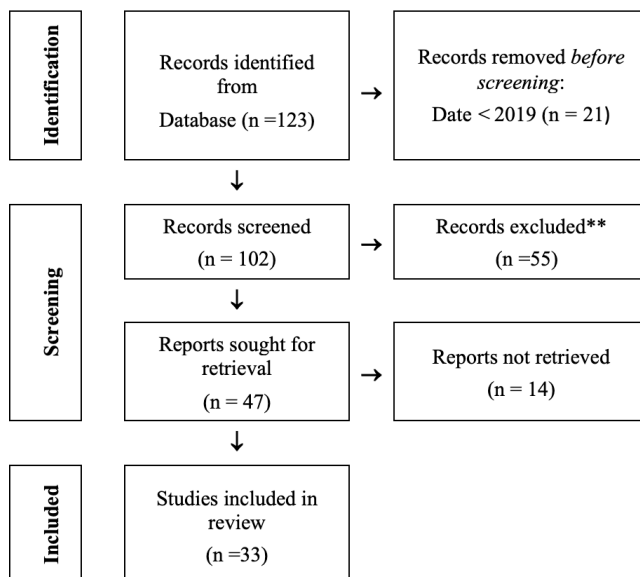 Identification
Records identified
from
Database (n =123)
→
Records removed before
screening:
Date < 2019 (n = 21)
↓
Screening
Records screened
(n = 102)
→
Records excluded**
(n =55)
↓
Reports sought for
retrieval
(n = 47)
→
Reports not retrieved
(n = 14)
↓
Included
Studies included in
review
(n =33)